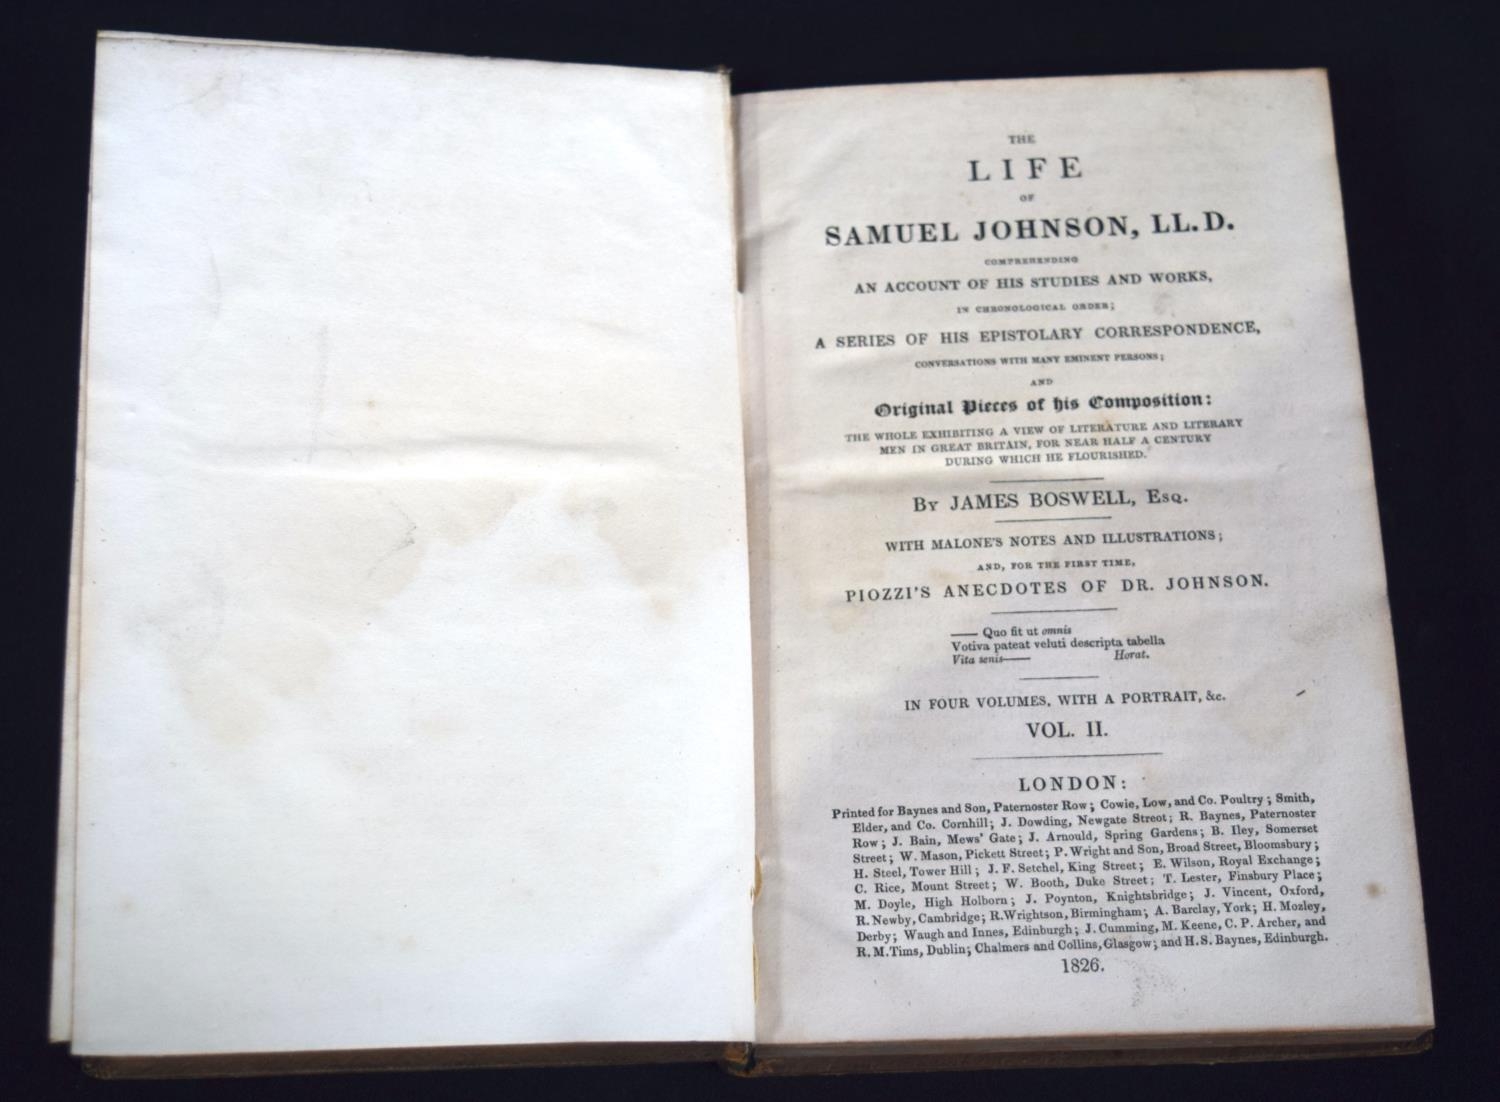 THE
LIFE
OF
SAMUEL JOHNSON, LL.D.
COMPREHENDING
AN ACCOUNT OF HIS STUDIES AND WORKS,
IN CHRONOLOGICAL ORDER;
A SERIES OF HIS EPISTOLARY CORRESPONDENCE,
CONVERSATIONS WITH MANY EMINENT PERSONS;
AND
Original Pieces of his Composition:
THE WHOLE EXHIBITING A VIEW OF LITERATURE AND LITERARY
MEN IN GREAT BRITAIN, FOR NEAR HALF A CENTURY
DURING WHICH HE FLOURISHED.
By JAMES BOSWELL, Esq.
WITH MALONE'S NOTES AND ILLUSTRATIONS;
AND, FOR THE FIRST TIME,
PIOZZI'S ANECDOTES OF DR. JOHNSON.
—— Quo fit ut omnis
Votiva pateat veluti descripta tabella
Vita senis—— Horat.
IN FOUR VOLUMES, WITH A PORTRAIT, &c.
VOL. II.
LONDON:
Printed for Baynes and Son, Paternoster Row; Cowie, Low, and Co. Poultry; Smith,
Elder, and Co. Cornhill; J. Dowding, Newgate Street; R. Baynes, Paternoster
Row; J. Bain, Mews' Gate; J. Arnould, Spring Gardens; B. Iley, Somerset
Street; W. Mason, Pickett Street; P. Wright and Son, Broad Street, Bloomsbury;
H. Steel, Tower Hill; J. F. Setchel, King Street; E. Wilson, Royal Exchange;
C. Rice, Mount Street; W. Booth, Duke Street; T. Lester, Finsbury Place;
M. Doyle, High Holborn; J. Poynton, Knightsbridge; J. Vincent, Oxford,
R. Newby, Cambridge; R. Wrightson, Birmingham; A. Barclay, York; H. Mozley,
Derby; Waugh and Innes, Edinburgh; J. Cumming, M. Keene, C. P. Archer, and
R. M. Tims, Dublin; Chalmers and Collins, Glasgow; and H. S. Baynes, Edinburgh.
1826.